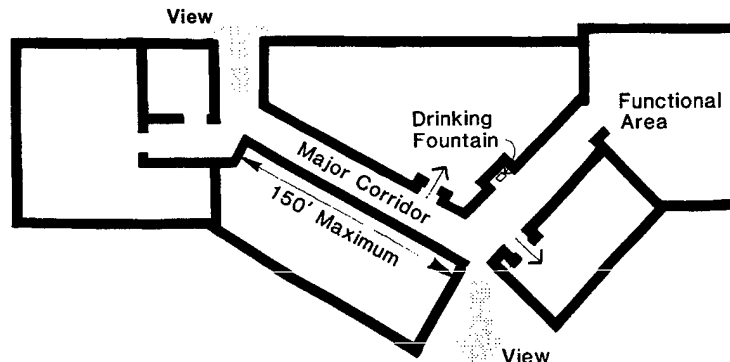 View
Functional
Area
Drinking
Fountain
Major Corridor
150' Maximum
View